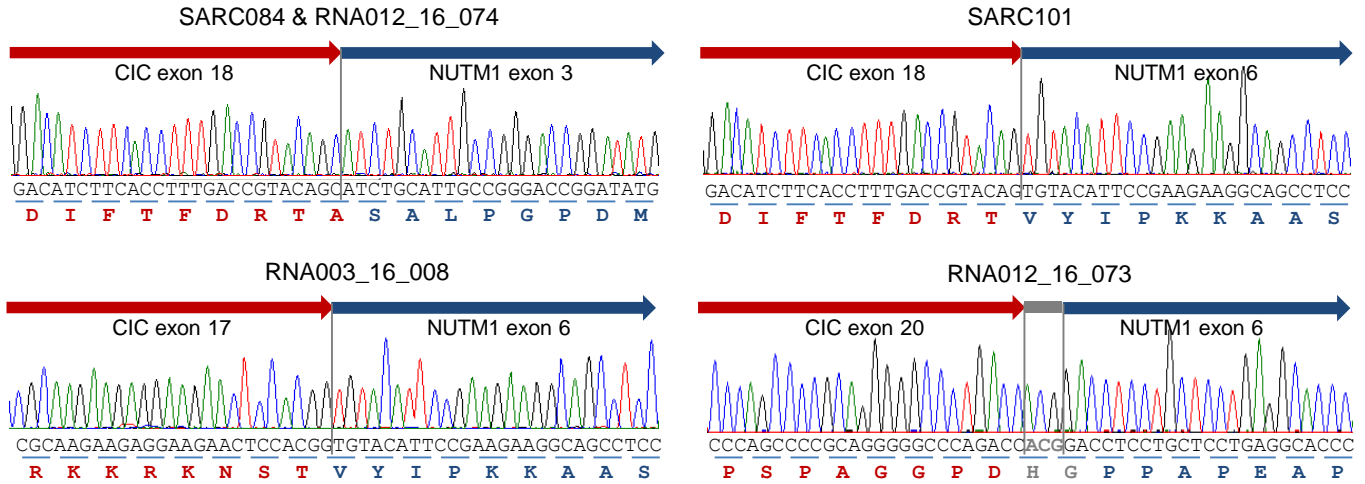 SARC084 & RNA012_16_074
CIC exon 18 NUTM1 exon 3
GACATCTTCACCTTTGACCGTACAGCATCTGCATTGCCGGGACCGGATATG
D I F T F D R T A S A L P G P D M
SARC101
CIC exon 18 NUTM1 exon 6
GACATCTTCACCTTTGACCGTACAGTGTACATTCCGAAGAAGGCAGCCTCC
D I F T F D R T V Y I P K K A A S
RNA003_16_008
CIC exon 17 NUTM1 exon 6
CGCAAGAAGAGGAAGAACTCCACGGTGTACATTCCGAAGAAGGCAGCCTCC
R K K R K N S T V Y I P K K A A S
RNA012_16_073
CIC exon 20 NUTM1 exon 6
CCCAGCCCCGCAGGGGGCCCAGACCACGGACCTCCTGCTCCTGAGGCACCC
P S P A G G P D H G P P A P E A P